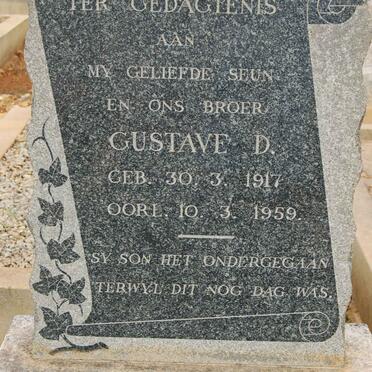 TER GEDAGTENIS
AAN
MY GELIEFDE SEUN
EN ONS BROER
GUSTAVE D.
GEB. 30. 3. 1917
OORL. 10. 3. 1959.
SY SON HET ONDERGEGAAN
TERWYL DIT NOG DAG WAS.